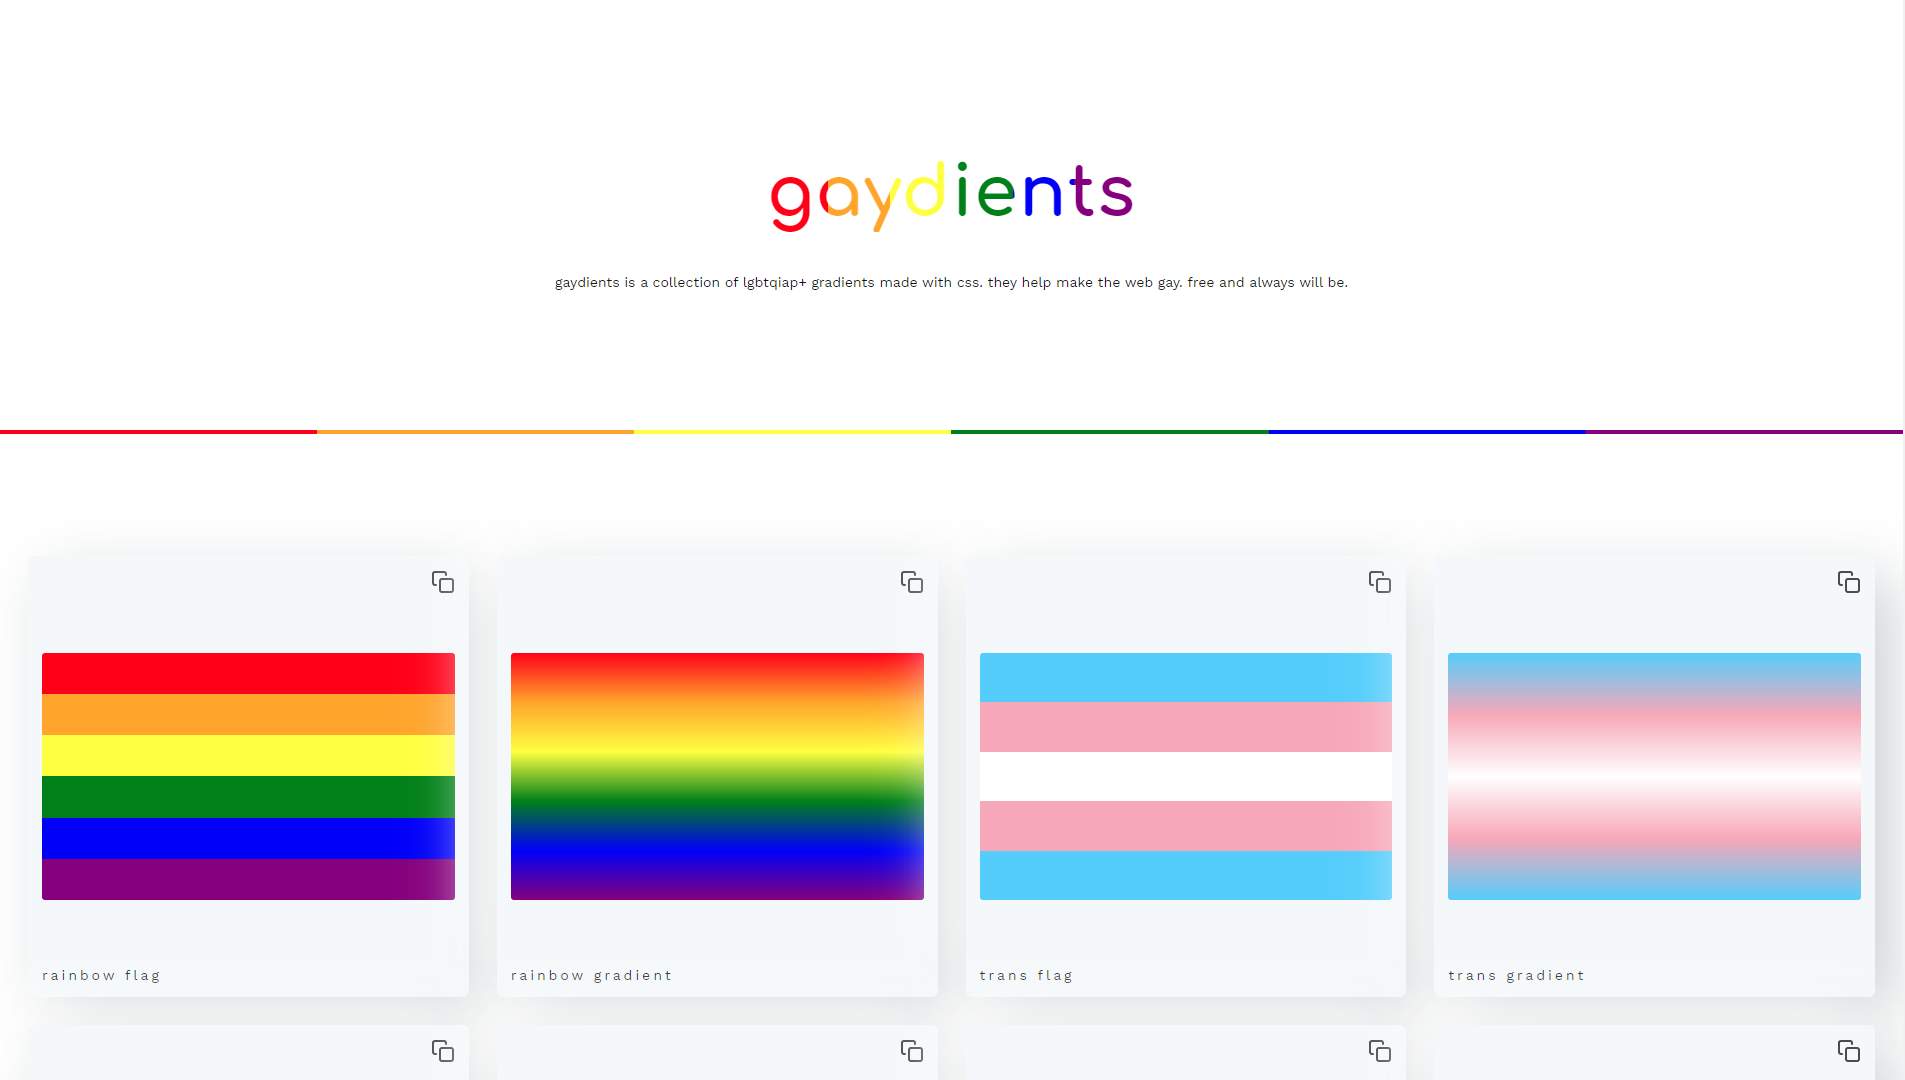 gaydients
gaydients is a collection of lgbtqiap+ gradients made with css. they help make the web gay. free and always will be.
rainbow flag
rainbow gradient
trans flag
trans gradient